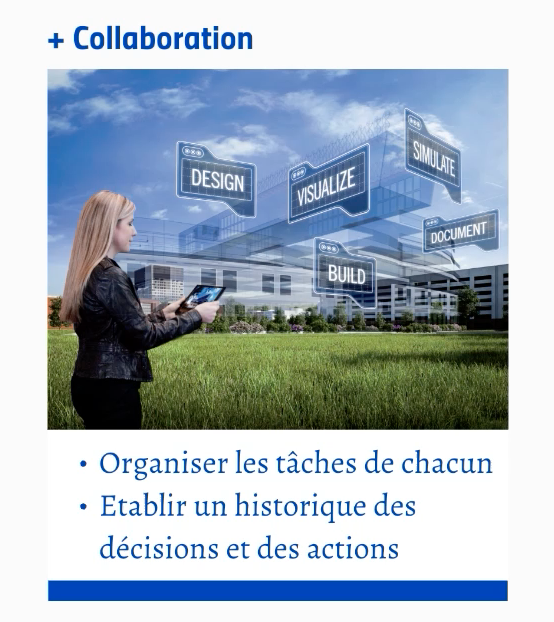 + Collaboration
DESIGN
VISUALIZE
SIMULATE
DOCUMENT
BUILD
• Organiser les tâches de chacun
• Etablir un historique des
décisions et des actions